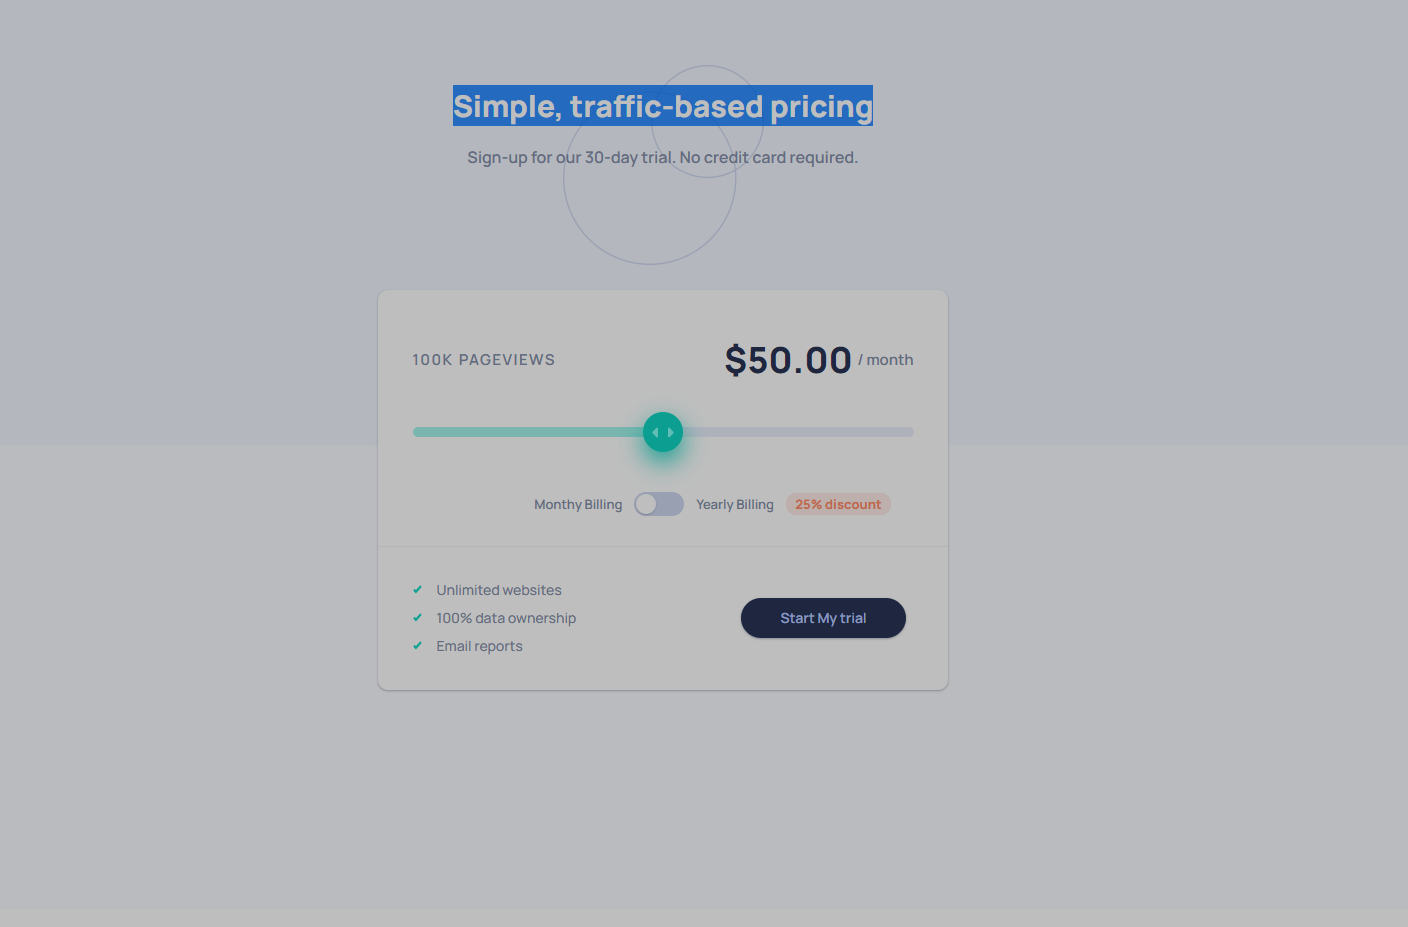 Simple, traffic-based pricing
Sign-up for our 30-day trial. No credit card required.
100K PAGEVIEWS
$50.00 / month
Monthy Billing
Yearly Billing
25% discount
✔ Unlimited websites
✔ 100% data ownership
✔ Email reports
Start My trial